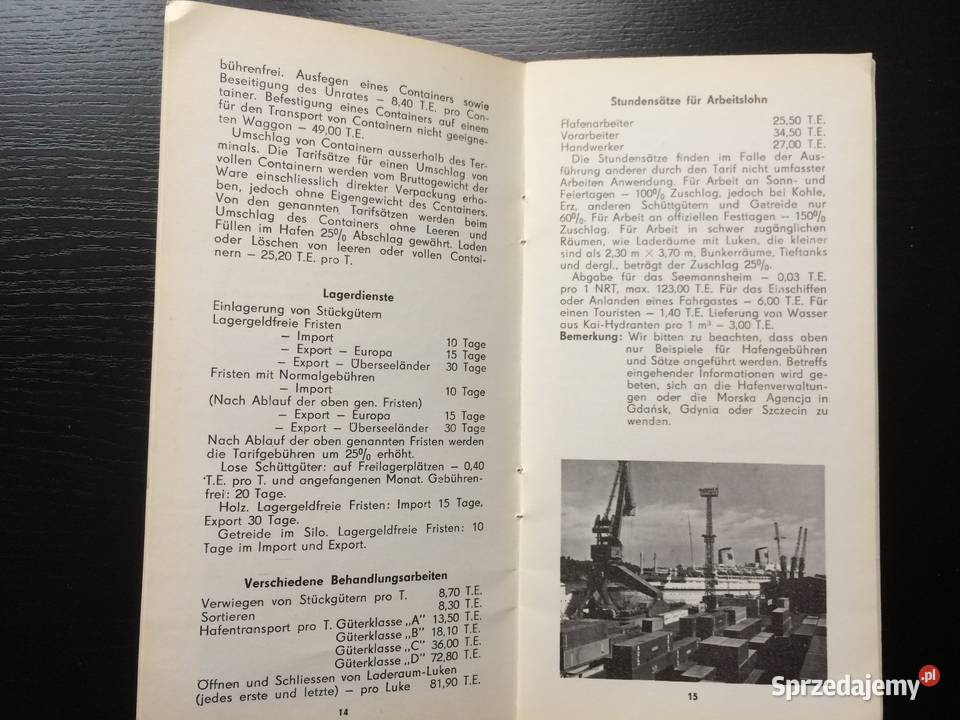 bührenfrei. Ausfegen eines Containers sowie
Beseitigung des Unrates – 8,40 T.E. pro Con-
tainer. Befestigung eines Containers auf einem
für den Transport von Containern nicht geeigne-
ten Waggon – 49,00 T.E.
Umschlag von Containern ausserhalb des Ter-
minals. Die Tarifsätze für einen Umschlag von
vollen Containern werden vom Bruttogewicht der
Ware einschliesslich direkter Verpackung erho-
ben, jedoch ohne Eigengewicht des Containers.
Von den genannten Tarifsätzen werden beim
Umschlag des Containers ohne Leeren und
Füllen im Hafen 25% Abschlag gewährt. Laden
oder Löschen von leeren oder vollen Contai-
nern – 25,20 T.E. pro T.
Lagerdienste
Einlagerung von Stückgütern
Lagergeldfreie Fristen
– Import 10 Tage
– Export – Europa 15 Tage
– Export – Überseeländer 30 Tage
Fristen mit Normalgebühren
– Import 10 Tage
(Nach Ablauf der oben gen. Fristen)
– Export – Europa 15 Tage
– Export – Überseeländer 30 Tage
Nach Ablauf der oben genannten Fristen werden
die Tarifgebühren um 25% erhöht.
Lose Schüttgüter: auf Freilagerplätzen – 0,40
T.E. pro T. und angefangenen Monat. Gebühren-
frei: 20 Tage.
Holz. Lagergeldfreie Fristen: Import 15 Tage,
Export 30 Tage.
Getreide im Silo. Lagergeldfreie Fristen: 10
Tage im Import und Export.
Verschiedene Behandlungsarbeiten
Verwiegen von Stückgütern pro T. 8,70 T.E.
Sortieren 8,30 T.E.
Hafentransport pro T. Güterklasse „A" 13,50 T.E.
Güterklasse „B" 18,10 T.E.
Güterklasse „C" 36,00 T.E.
Güterklasse „D" 72,80 T.E.
Öffnen und Schliessen von Laderaum-Luken
(jedes erste und letzte) – pro Luke 81,90 T.E.
14
Stundensätze für Arbeitslohn
Hafenarbeiter 25,50 T.E.
Vorarbeiter 34,50 T.E.
Handwerker 27,00 T.E.
Die Stundensätze finden im Falle der Aus-
führung anderer durch den Tarif nicht umfasster
Arbeiten Anwendung. Für Arbeit an Sonn- und
Feiertagen – 100% Zuschlag, jedoch bei Kohle,
Erz, anderen Schüttgütern und Getreide nur
60%. Für Arbeit an offiziellen Festtagen – 150%
Zuschlag. Für Arbeit in schwer zugänglichen
Räumen, wie Laderäume mit Luken, die kleiner
sind als 2,30 m × 3,70 m, Bunkerräume, Tieftanks
und dergl., beträgt der Zuschlag 25%.
Abgabe für das Seemannsheim – 0,03 T.E.
pro 1 NRT, max. 123,00 T.E. Für das Einschiffen
oder Anlanden eines Fahrgastes – 6,00 T.E. Für
einen Touristen – 1,40 T.E. Lieferung von Wasser
aus Kai-Hydranten pro 1 m³ – 3,00 T.E.
Bemerkung: Wir bitten zu beachten, dass oben
nur Beispiele für Hafengebühren
und Sätze angeführt werden. Betreffs
eingehender Informationen wird ge-
beten, sich an die Hafenverwaltun-
gen oder die Morska Agencja in
Gdańsk, Gdynia oder Szczecin zu
wenden.
15
Sprzedajemy.pl